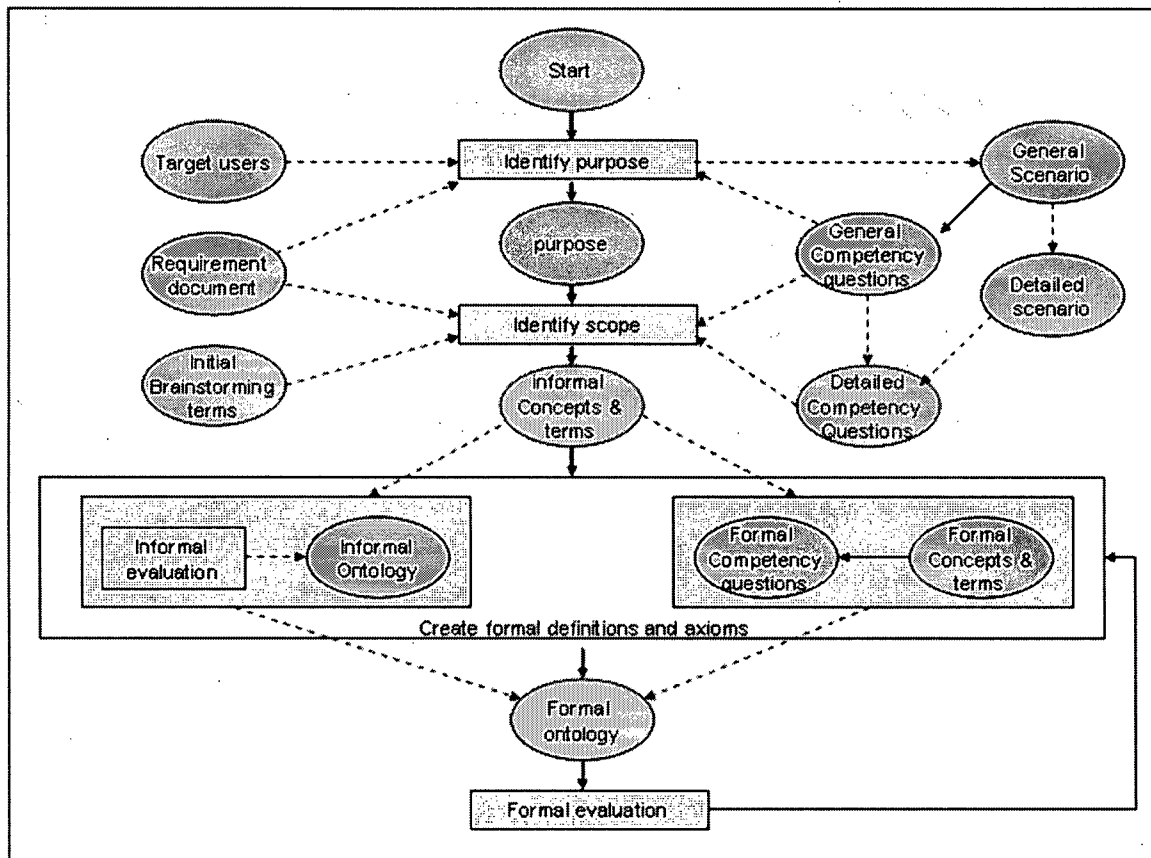 Start
Target users
Identify purpose
General
Scenario
Requirement
document
purpose
General
Competency
questions
Detailed
scenario
Identify scope
Initial
Brainstorming
terms
Informal
Concepts &
terms
Detailed
Competency
Questions
Informal
evaluation
Informal
Ontology
Formal
Competency
questions
Formal
Concepts &
terms
Create formal definitions and axioms
Formal
ontology
Formal evaluation